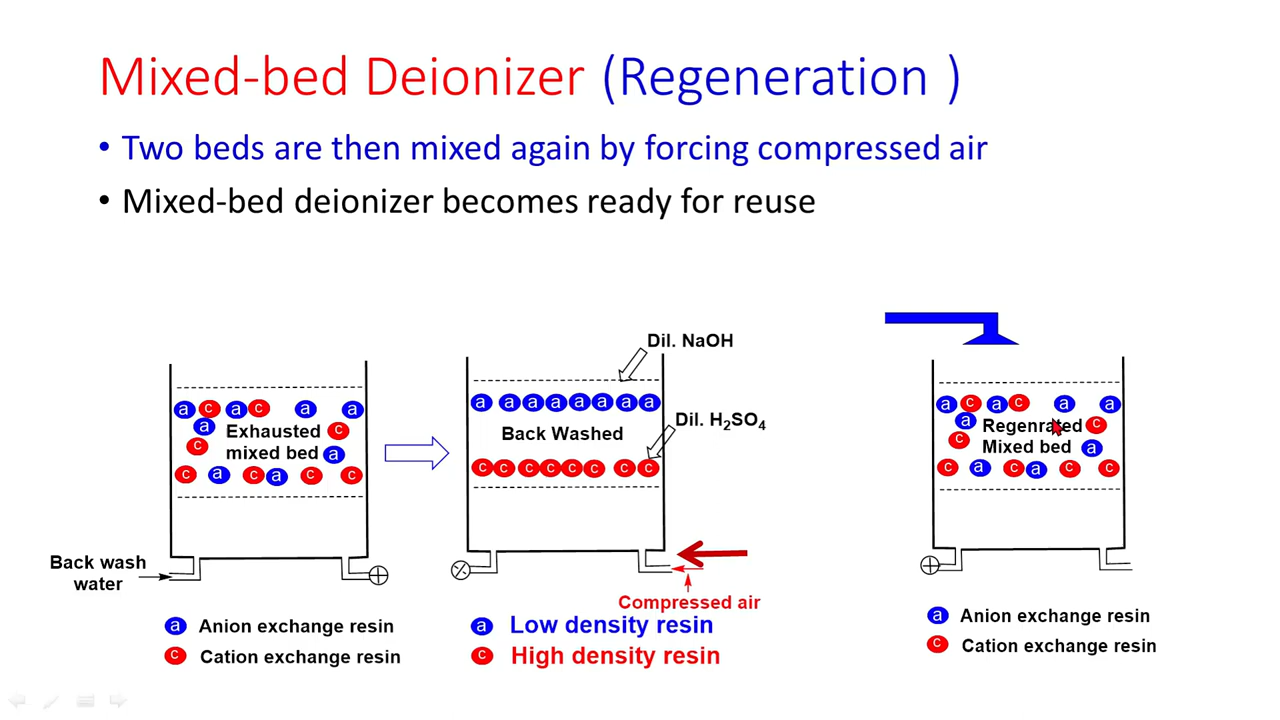 Mixed-bed Deionizer (Regeneration )
• Two beds are then mixed again by forcing compressed air
• Mixed-bed deionizer becomes ready for reuse
a c a c a a
a
c
Exhausted
mixed bed
c
a
c a c a c c
Back wash
water
a Anion exchange resin
c Cation exchange resin
Dil. NaOH
a a a a a a a a
Back Washed
Dil. H₂SO₄
c c c c c c c c
Compressed air
a Low density resin
c High density resin
a c a c a a
a
c
Regenrated
Mixed bed
c
a
c a c a c c
a Anion exchange resin
c Cation exchange resin